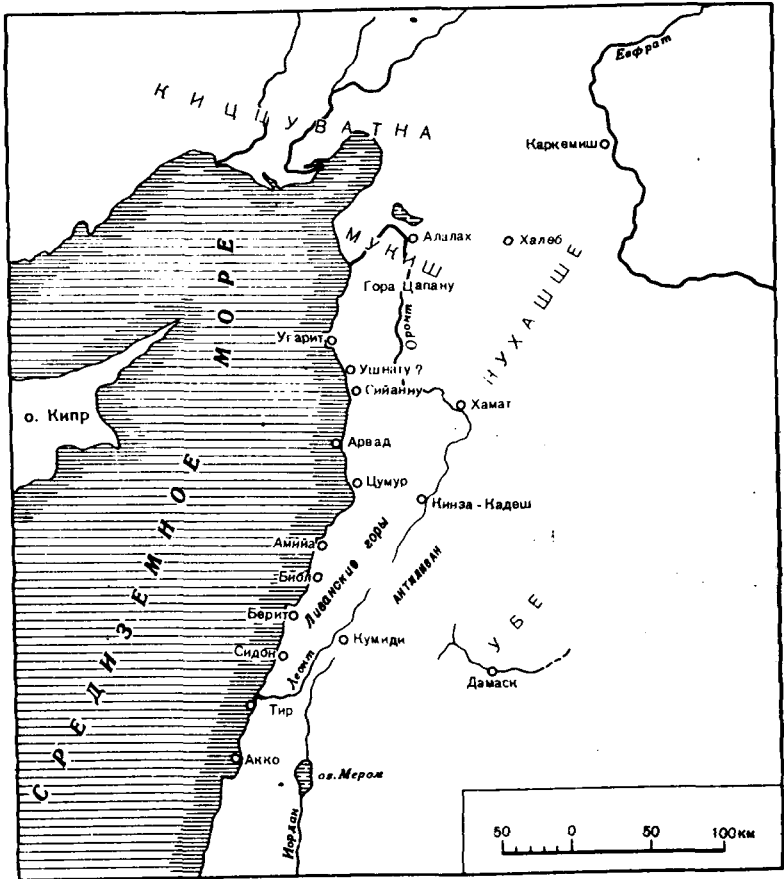 Евфрат
КИЦЦУВАТНА
Каркемиш
МУКИШ
Алалах
Халеб
Гора Цапану
НУХАШШЕ
Оронт
Угарит
Ушнату?
Сийанну
Хамат
о. Кипр
Арвад
Цумур
Кинза - Кадеш
СРЕДИЗЕМНОЕ МОРЕ
Амийа
Библ
Ливанские горы
АНТИЛИВАН
Берит
УБЕ
Сидон
Кумиди
Леонт
Дамаск
Тир
Акко
оз. Мером
Иордан
50 0 50 100км